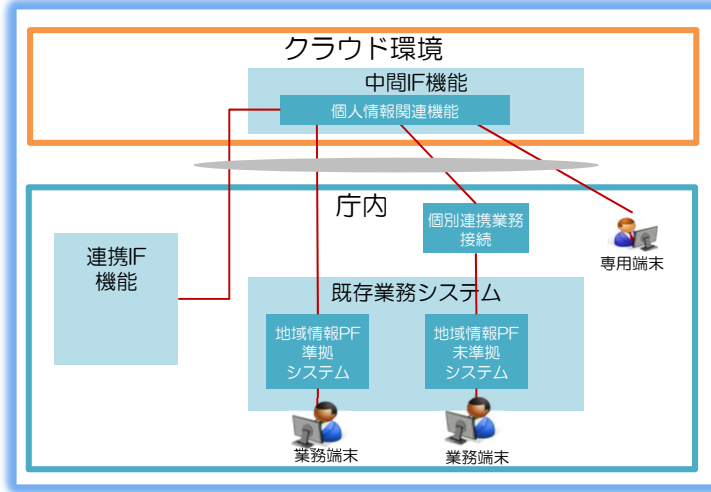 クラウド環境
中間IF機能
個人情報関連機能
庁内
個別連携業務
接続
専用端末
連携IF
機能
既存業務システム
地域情報PF
準拠
システム
地域情報PF
未準拠
システム
業務端末
業務端末